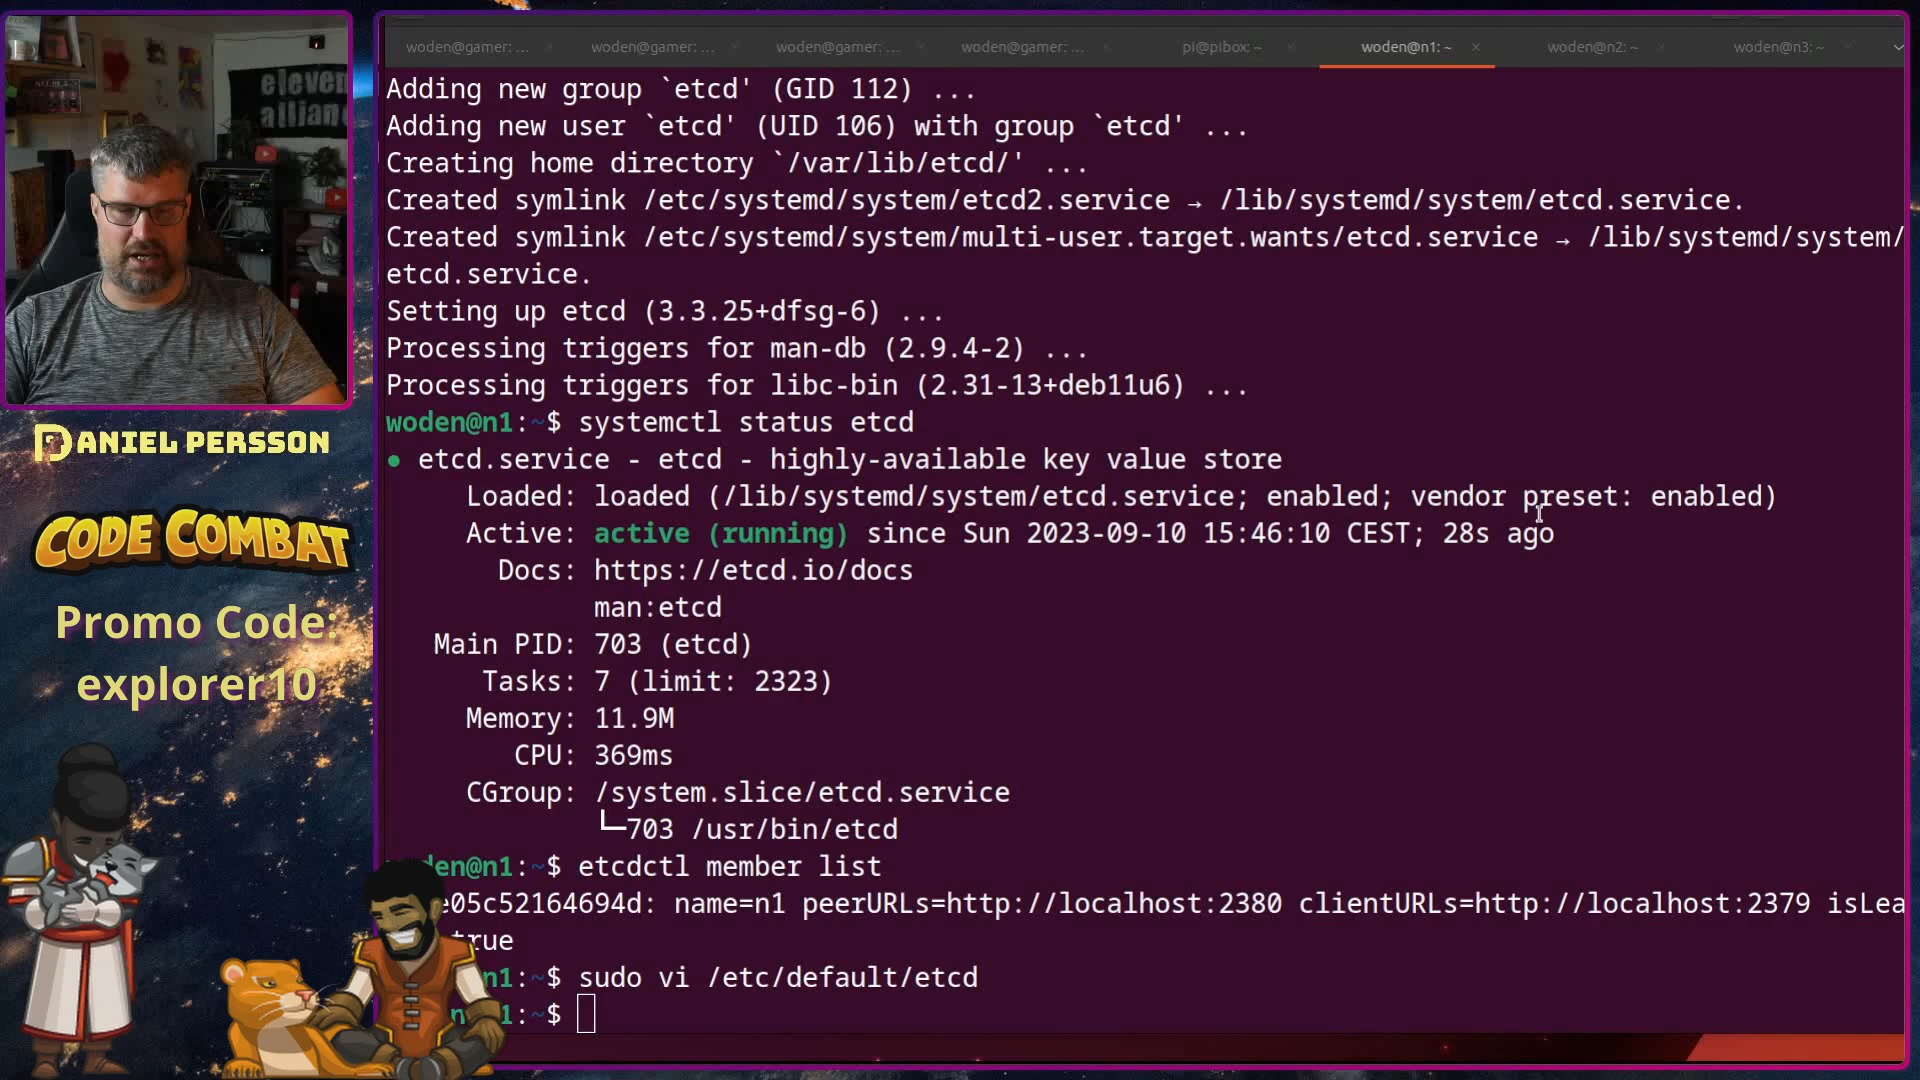 woden@gamer: ...
woden@gamer: ...
woden@gamer: ...
woden@gamer: ...
pi@pibox: ~
woden@n1: ~
woden@n2: ~
woden@n3: ~
eleven
alliance
Adding new group `etcd' (GID 112) ...
Adding new user `etcd' (UID 106) with group `etcd' ...
Creating home directory `/var/lib/etcd/' ...
Created symlink /etc/systemd/system/etcd2.service → /lib/systemd/system/etcd.service.
Created symlink /etc/systemd/system/multi-user.target.wants/etcd.service → /lib/systemd/system/
etcd.service.
Setting up etcd (3.3.25+dfsg-6) ...
Processing triggers for man-db (2.9.4-2) ...
Processing triggers for libc-bin (2.31-13+deb11u6) ...
woden@n1:~$ systemctl status etcd
● etcd.service - etcd - highly-available key value store
Loaded: loaded (/lib/systemd/system/etcd.service; enabled; vendor preset: enabled)
Active: active (running) since Sun 2023-09-10 15:46:10 CEST; 28s ago
Docs: https://etcd.io/docs
man:etcd
Main PID: 703 (etcd)
Tasks: 7 (limit: 2323)
Memory: 11.9M
CPU: 369ms
CGroup: /system.slice/etcd.service
└─703 /usr/bin/etcd
den@n1:~$ etcdctl member list
e05c52164694d: name=n1 peerURLs=http://localhost:2380 clientURLs=http://localhost:2379 isLea
true
n1:~$ sudo vi /etc/default/etcd
1:~$
DANIEL PERSSON
CODE COMBAT
Promo Code:
explorer10